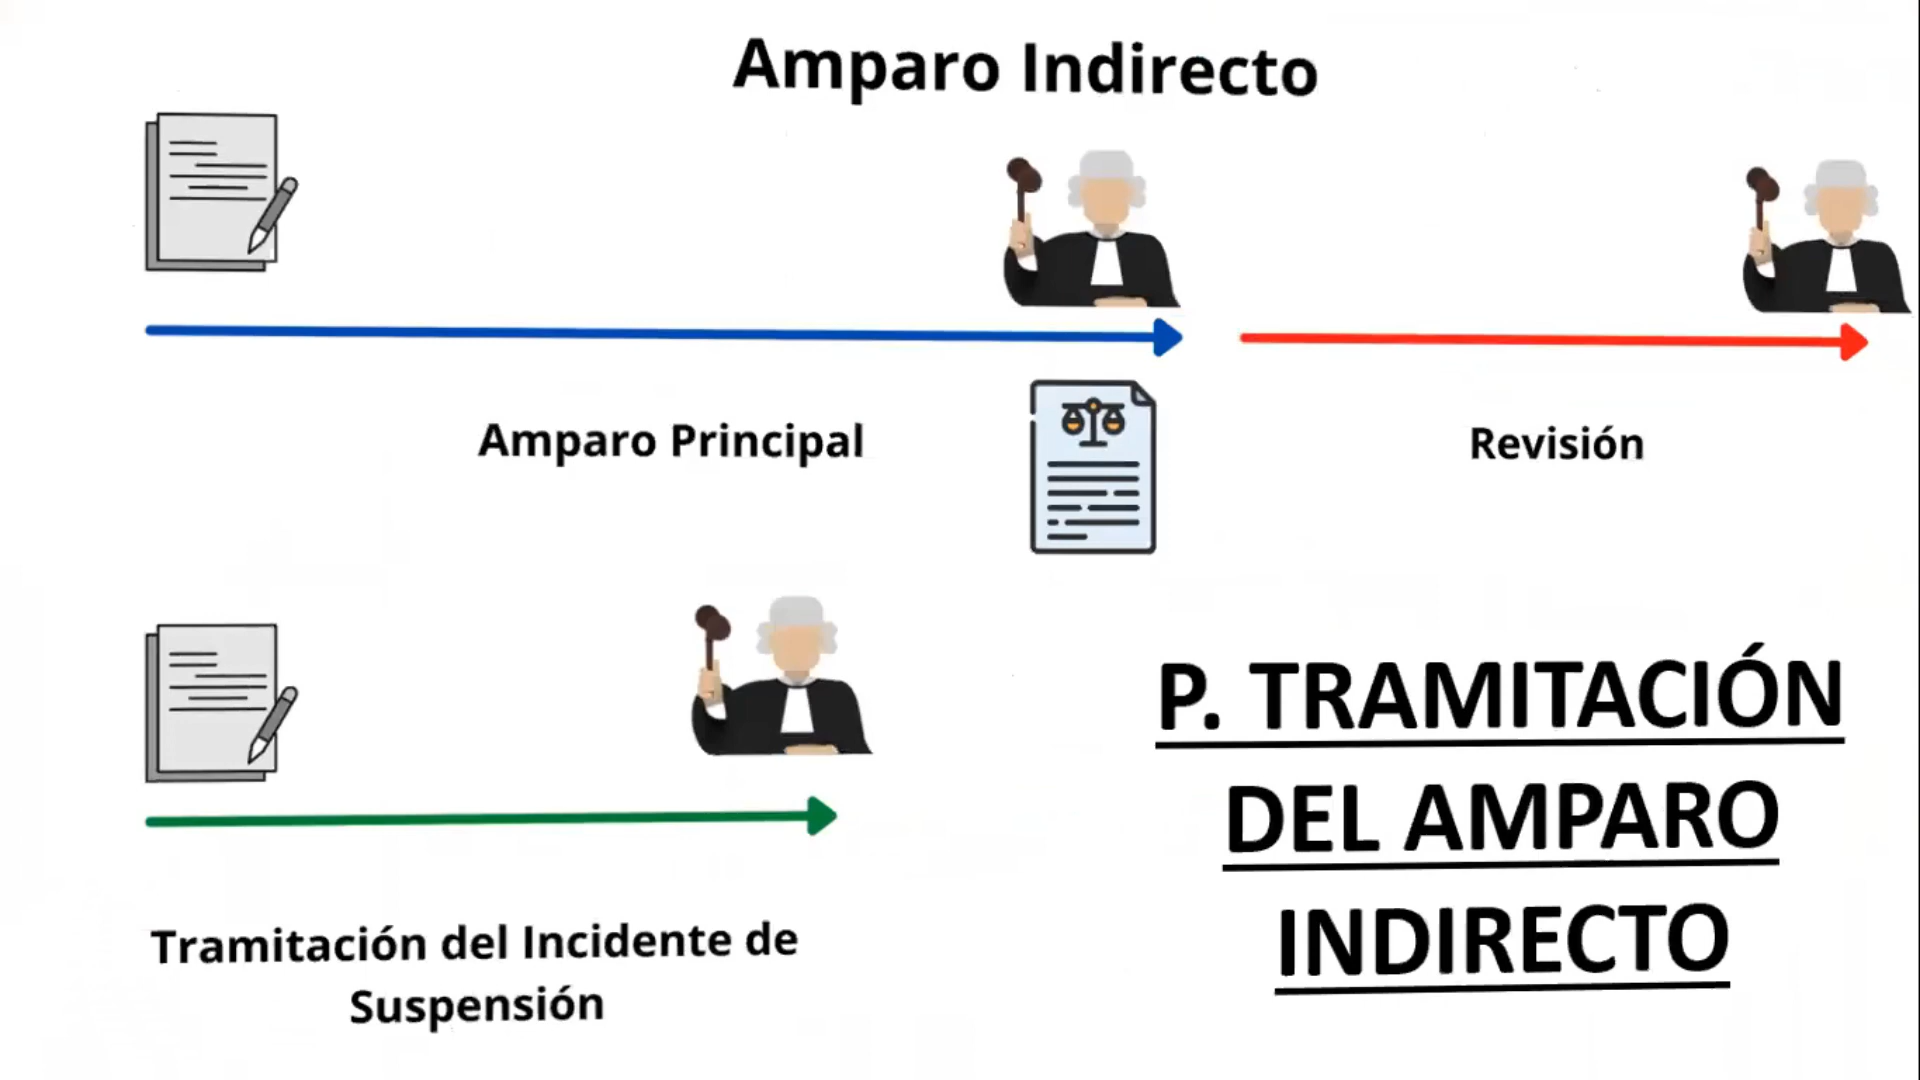 Amparo Indirecto
Amparo Principal
Revisión
P. TRAMITACIÓN
DEL AMPARO
INDIRECTO
Tramitación del Incidente de
Suspensión